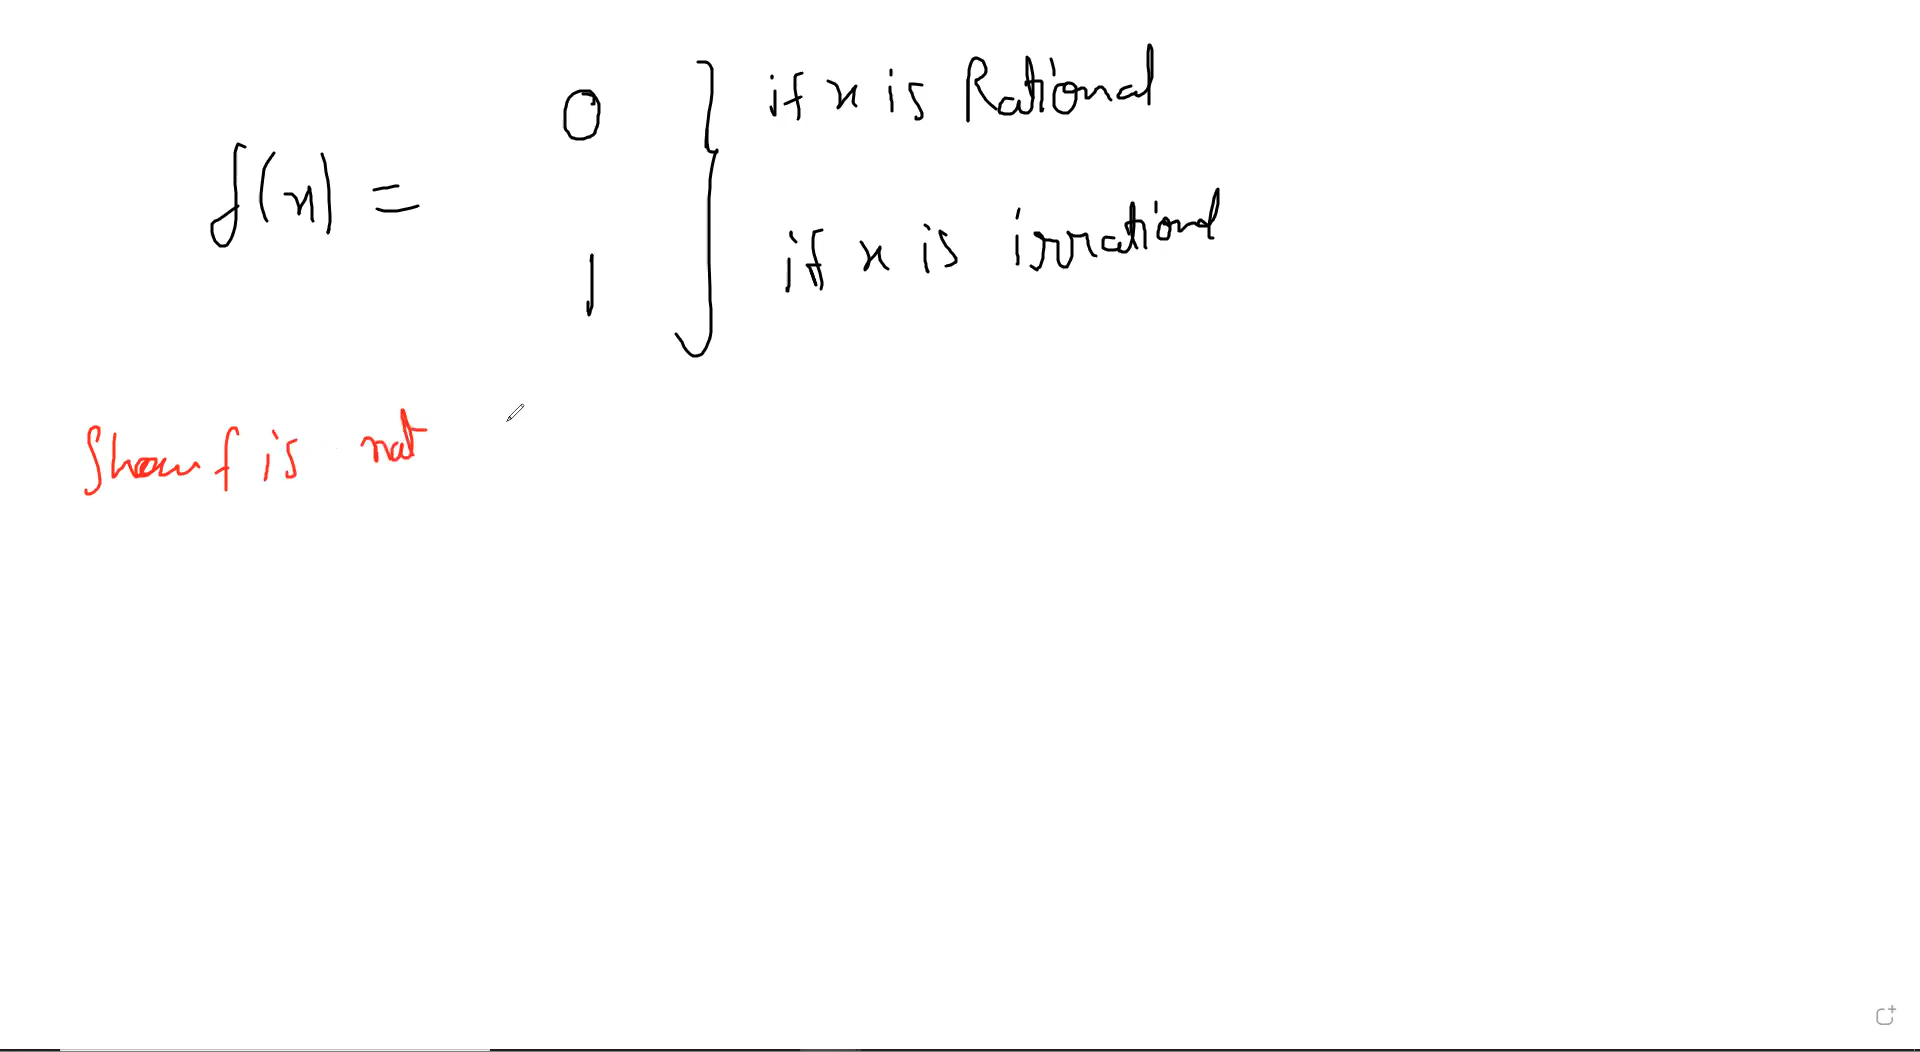 0 } if x is Rational
f(x) =
1 if x is irrational
Show f is not